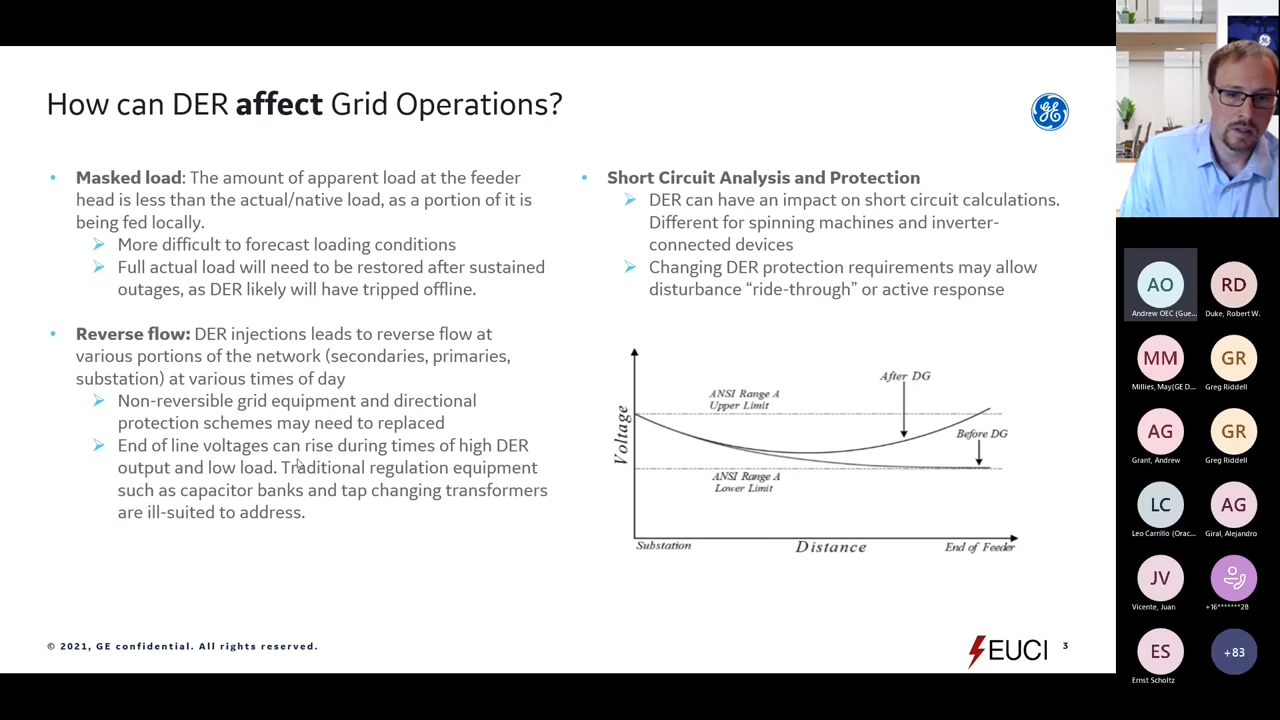 How can DER affect Grid Operations?
• Masked load: The amount of apparent load at the feeder
head is less than the actual/native load, as a portion of it is
being fed locally.
➢ More difficult to forecast loading conditions
➢ Full actual load will need to be restored after sustained
outages, as DER likely will have tripped offline.
• Reverse flow: DER injections leads to reverse flow at
various portions of the network (secondaries, primaries,
substation) at various times of day
➢ Non-reversible grid equipment and directional
protection schemes may need to replaced
➢ End of line voltages can rise during times of high DER
output and low load. Traditional regulation equipment
such as capacitor banks and tap changing transformers
are ill-suited to address.
• Short Circuit Analysis and Protection
➢ DER can have an impact on short circuit calculations.
Different for spinning machines and inverter-
connected devices
➢ Changing DER protection requirements may allow
disturbance “ride-through” or active response
After DG
ANSI Range A
Upper Limit
Voltage
Before DG
ANSI Range A
Lower Limit
Substation
Distance
End of Feeder
© 2021, GE confidential. All rights reserved.
EUCI
3
GE
AO
Andrew OEC (Gue...
RD
Duke, Robert W.
MM
Millies, May(GE D...
GR
Greg Riddell
AG
Grant, Andrew
GR
Greg Riddell
LC
Leo Carrillo (Orac...
AG
Giral, Alejandro
JV
Vicente, Juan
+16*******28
ES
Ernst Scholtz
+83